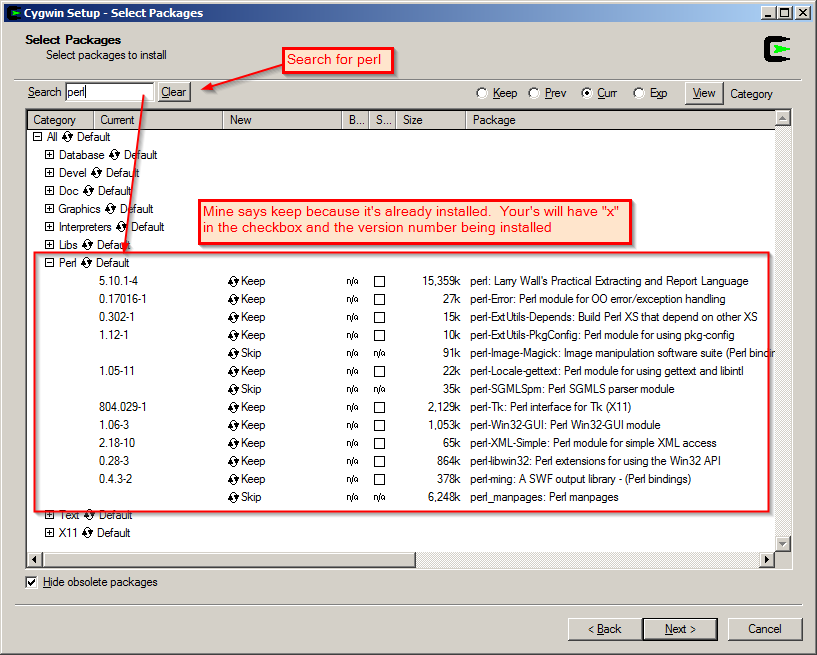 Cygwin Setup - Select Packages
Select Packages
Select packages to install
Search for perl
Search perl Clear Keep Prev Curr Exp View Category
Category Current New B... S... Size Package
All Default
Database Default
Devel Default
Doc Default
Graphics Default
Mine says keep because it's already installed. Your's will have "x"
in the checkbox and the version number being installed
Interpreters Default
Libs Default
Perl Default
5.10.1-4 Keep n/a 15,359k perl: Larry Wall's Practical Extracting and Report Language
0.17016-1 Keep n/a 27k perl-Error: Perl module for OO error/exception handling
0.302-1 Keep n/a 15k perl-ExtUtils-Depends: Build Perl XS that depend on other XS
1.12-1 Keep n/a 10k perl-ExtUtils-PkgConfig: Perl module for using pkg-config
Skip n/a n/a 91k perl-Image-Magick: Image manipulation software suite (Perl bindin
1.05-11 Keep n/a 22k perl-Locale-gettext: Perl module for using gettext and libintl
Skip n/a n/a 35k perl-SGMLSpm: Perl SGMLS parser module
804.029-1 Keep n/a 2,129k perl-Tk: Perl interface for Tk (X11)
1.06-3 Keep n/a 1,053k perl-Win32-GUI: Perl Win32-GUI module
2.18-10 Keep n/a 65k perl-XML-Simple: Perl module for simple XML access
0.28-3 Keep n/a 864k perl-libwin32: Perl extensions for using the Win32 API
0.4.3-2 Keep n/a 378k perl-ming: A SWF output library - (Perl bindings)
Skip n/a n/a 6,248k perl_manpages: Perl manpages
Text Default
X11 Default
Hide obsolete packages
< Back Next > Cancel